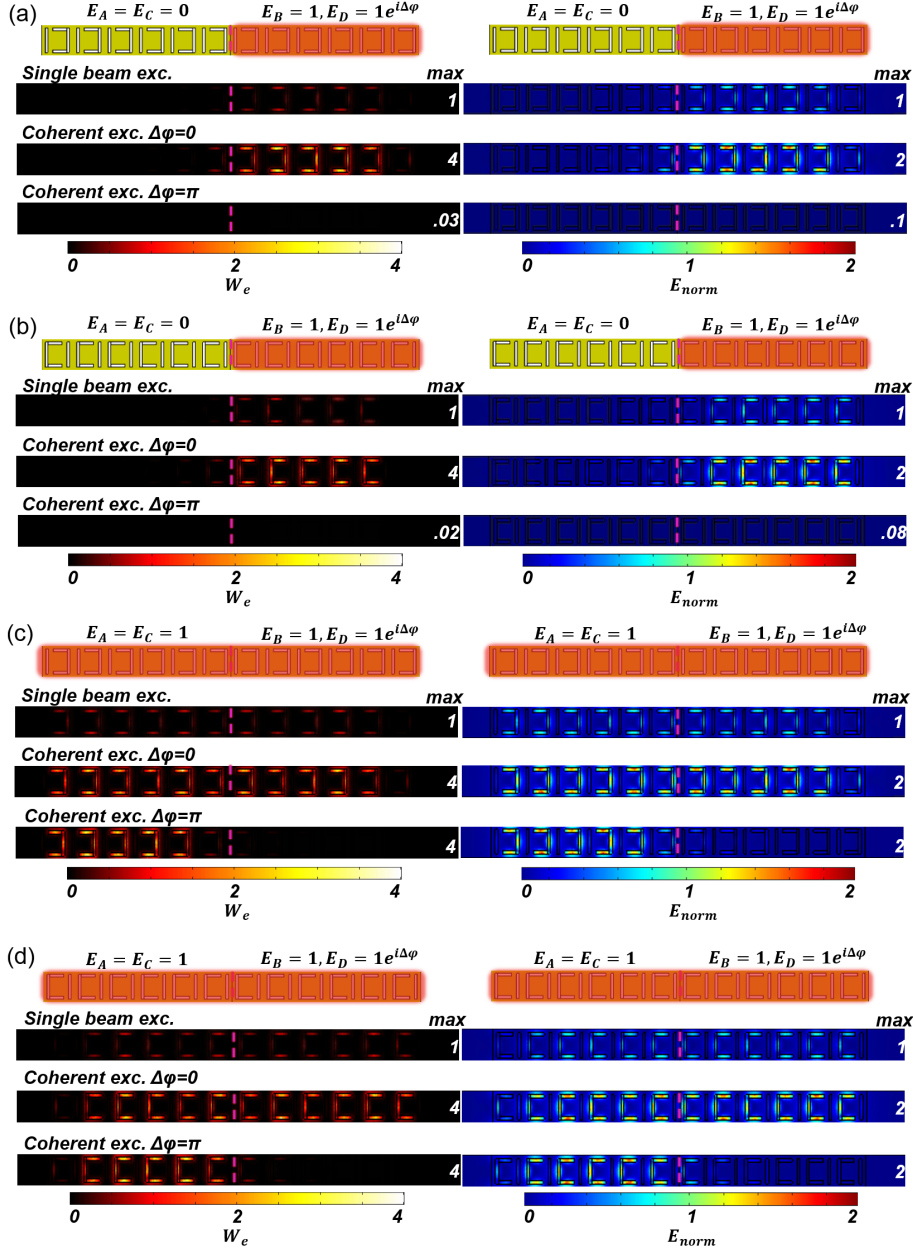 (a)
E_A = E_C = 0 E_B = 1, E_D = 1e^{iΔφ} E_A = E_C = 0 E_B = 1, E_D = 1e^{iΔφ}
Single beam exc. max max
1 1
Coherent exc. Δφ=0
4 2
Coherent exc. Δφ=π
.03 .1
0 2 4 0 1 2
W_e E_norm
(b)
E_A = E_C = 0 E_B = 1, E_D = 1e^{iΔφ} E_A = E_C = 0 E_B = 1, E_D = 1e^{iΔφ}
Single beam exc. max max
1 1
Coherent exc. Δφ=0
4 2
Coherent exc. Δφ=π
.02 .08
0 2 4 0 1 2
W_e E_norm
(c)
E_A = E_C = 1 E_B = 1, E_D = 1e^{iΔφ} E_A = E_C = 1 E_B = 1, E_D = 1e^{iΔφ}
Single beam exc. max max
1 1
Coherent exc. Δφ=0
4 2
Coherent exc. Δφ=π
4 2
0 2 4 0 1 2
W_e E_norm
(d)
E_A = E_C = 1 E_B = 1, E_D = 1e^{iΔφ} E_A = E_C = 1 E_B = 1, E_D = 1e^{iΔφ}
Single beam exc. max max
1 1
Coherent exc. Δφ=0
4 2
Coherent exc. Δφ=π
4 2
0 2 4 0 1 2
W_e E_norm